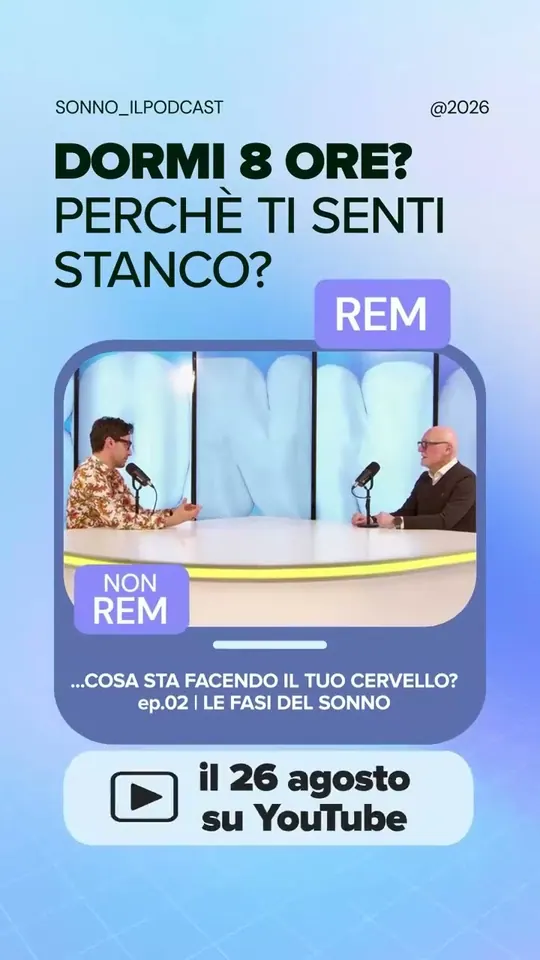 SONNO_ILPODCAST
@2026
DORMI 8 ORE?
PERCHÈ TI SENTI
STANCO?
REM
NON
REM
...COSA STA FACENDO IL TUO CERVELLO?
ep.02 | LE FASI DEL SONNO
il 26 agosto
su YouTube